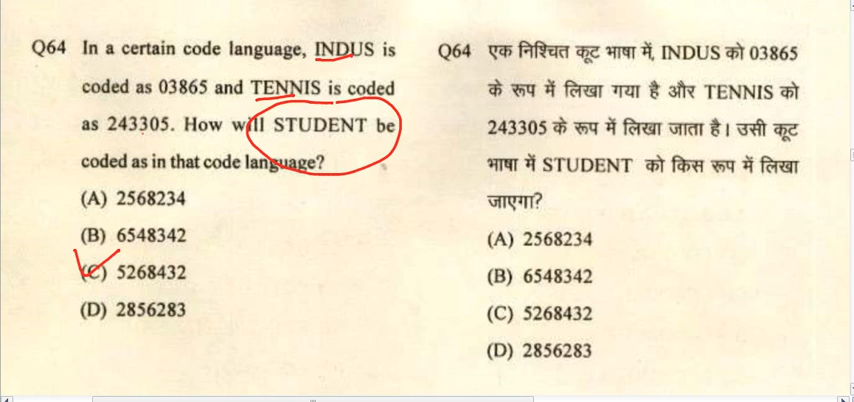 Q64 In a certain code language, INDUS is
coded as 03865 and TENNIS is coded
as 243305. How will STUDENT be
coded as in that code language?
(A) 2568234
(B) 6548342
(C) 5268432
(D) 2856283
Q64 एक निश्चित कूट भाषा में, INDUS को 03865
के रूप में लिखा गया है और TENNIS को
243305 के रूप में लिखा जाता है। उसी कूट
भाषा में STUDENT को किस रूप में लिखा
जाएगा?
(A) 2568234
(B) 6548342
(C) 5268432
(D) 2856283